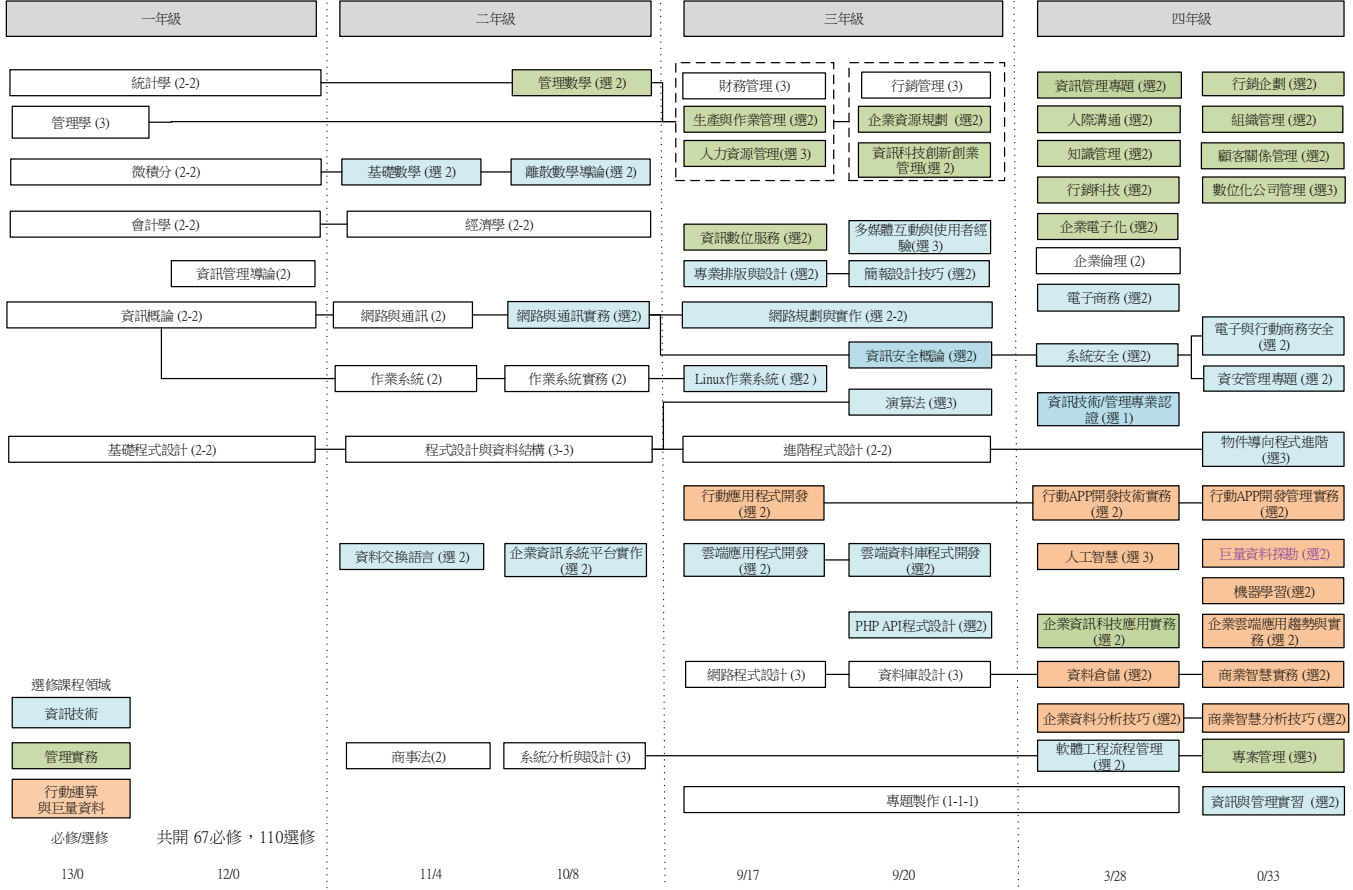 一年級
二年級
三年級
四年級
統計學 (2-2)
管理數學 (選 2)
財務管理 (3)
行銷管理 (3)
資訊管理專題 (選2)
行銷企劃 (選2)
管理學 (3)
生產與作業管理 (選2)
企業資源規劃 (選2)
人際溝通 (選2)
組織管理 (選2)
人力資源管理(選 3)
資訊科技創新創業
管理(選 2)
知識管理 (選2)
顧客關係管理 (選2)
微積分 (2-2)
基礎數學 (選 2)
離散數學導論(選 2)
行銷科技 (選2)
數位化公司管理 (選3)
會計學 (2-2)
經濟學 (2-2)
資訊數位服務 (選2)
多媒體互動與使用者經
驗(選 3)
企業電子化 (選2)
資訊管理導論(2)
專業排版與設計 (選2)
簡報設計技巧 (選2)
企業倫理 (2)
電子商務 (選2)
資訊概論 (2-2)
網路與通訊 (2)
網路與通訊實務 (選2)
網路規劃與實作 (選 2-2)
電子與行動商務安全
(選 2)
資訊安全概論 (選2)
系統安全 (選2)
作業系統 (2)
作業系統實務 (2)
Linux作業系統 ( 選2 )
資安管理專題 (選 2)
演算法 (選3)
資訊技術/管理專業認
證 (選 1)
基礎程式設計 (2-2)
程式設計與資料結構 (3-3)
進階程式設計 (2-2)
物件導向程式進階
(選3)
行動應用程式開發
(選 2)
行動APP開發技術實務
(選 2)
行動APP開發管理實務
(選2)
資料交換語言 (選 2)
企業資訊系統平台實作
(選 2)
雲端應用程式開發
(選 2)
雲端資料庫程式開發
(選2)
人工智慧 (選 3)
巨量資料探勘 (選2)
機器學習(選2)
PHP API程式設計 (選2)
企業資訊科技應用實務
(選 2)
企業雲端應用趨勢與實
務 (選 2)
網路程式設計 (3)
資料庫設計 (3)
資料倉儲 (選2)
商業智慧實務 (選2)
選修課程領域
資訊技術
企業資料分析技巧 (選2)
商業智慧分析技巧 (選2)
管理實務
商事法(2)
系統分析與設計 (3)
軟體工程流程管理
(選 2)
專案管理 (選3)
行動運算
與巨量資料
專題製作 (1-1-1)
資訊與管理實習 (選2)
必修/選修
共開 67必修，110選修
13/0
12/0
11/4
10/8
9/17
9/20
3/28
0/33